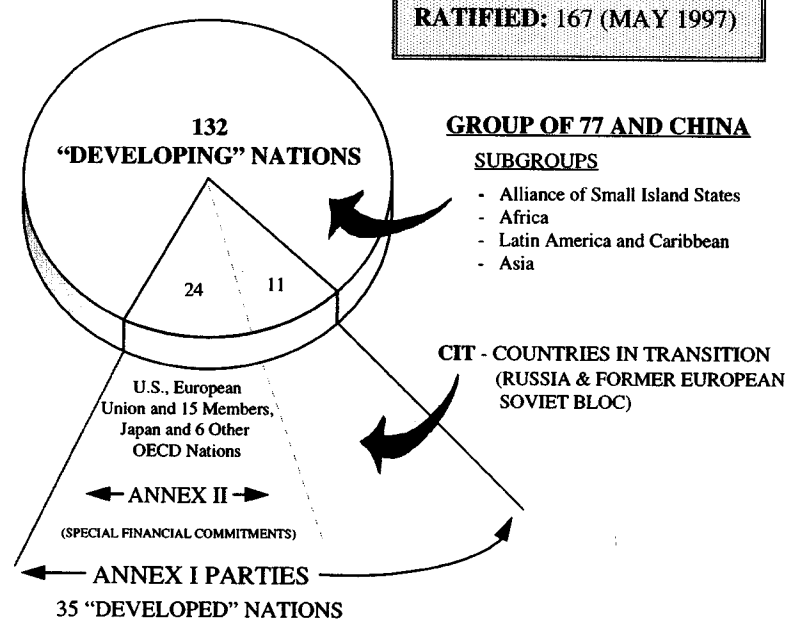 RATIFIED: 167 (MAY 1997)
132
“DEVELOPING” NATIONS
GROUP OF 77 AND CHINA
SUBGROUPS
- Alliance of Small Island States
- Africa
- Latin America and Caribbean
- Asia
24
11
CIT - COUNTRIES IN TRANSITION
(RUSSIA & FORMER EUROPEAN
SOVIET BLOC)
U.S., European
Union and 15 Members,
Japan and 6 Other
OECD Nations
ANNEX II
(SPECIAL FINANCIAL COMMITMENTS)
ANNEX I PARTIES
35 “DEVELOPED” NATIONS